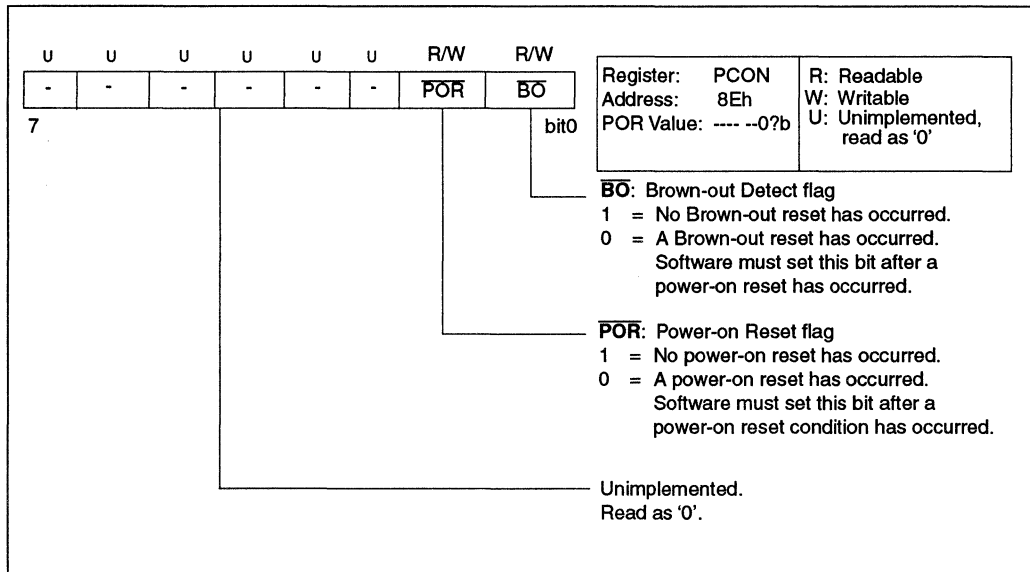 U U U U U U R/W R/W
- - - - - - P̅O̅R̅ B̅O̅
7 bit0
Register: PCON
Address: 8Eh
POR Value: ---- --0?b
R: Readable
W: Writable
U: Unimplemented,
read as '0'
B̅O̅: Brown-out Detect flag
1 = No Brown-out reset has occurred.
0 = A Brown-out reset has occurred.
Software must set this bit after a
power-on reset has occurred.
P̅O̅R̅: Power-on Reset flag
1 = No power-on reset has occurred.
0 = A power-on reset has occurred.
Software must set this bit after a
power-on reset condition has occurred.
Unimplemented.
Read as '0'.